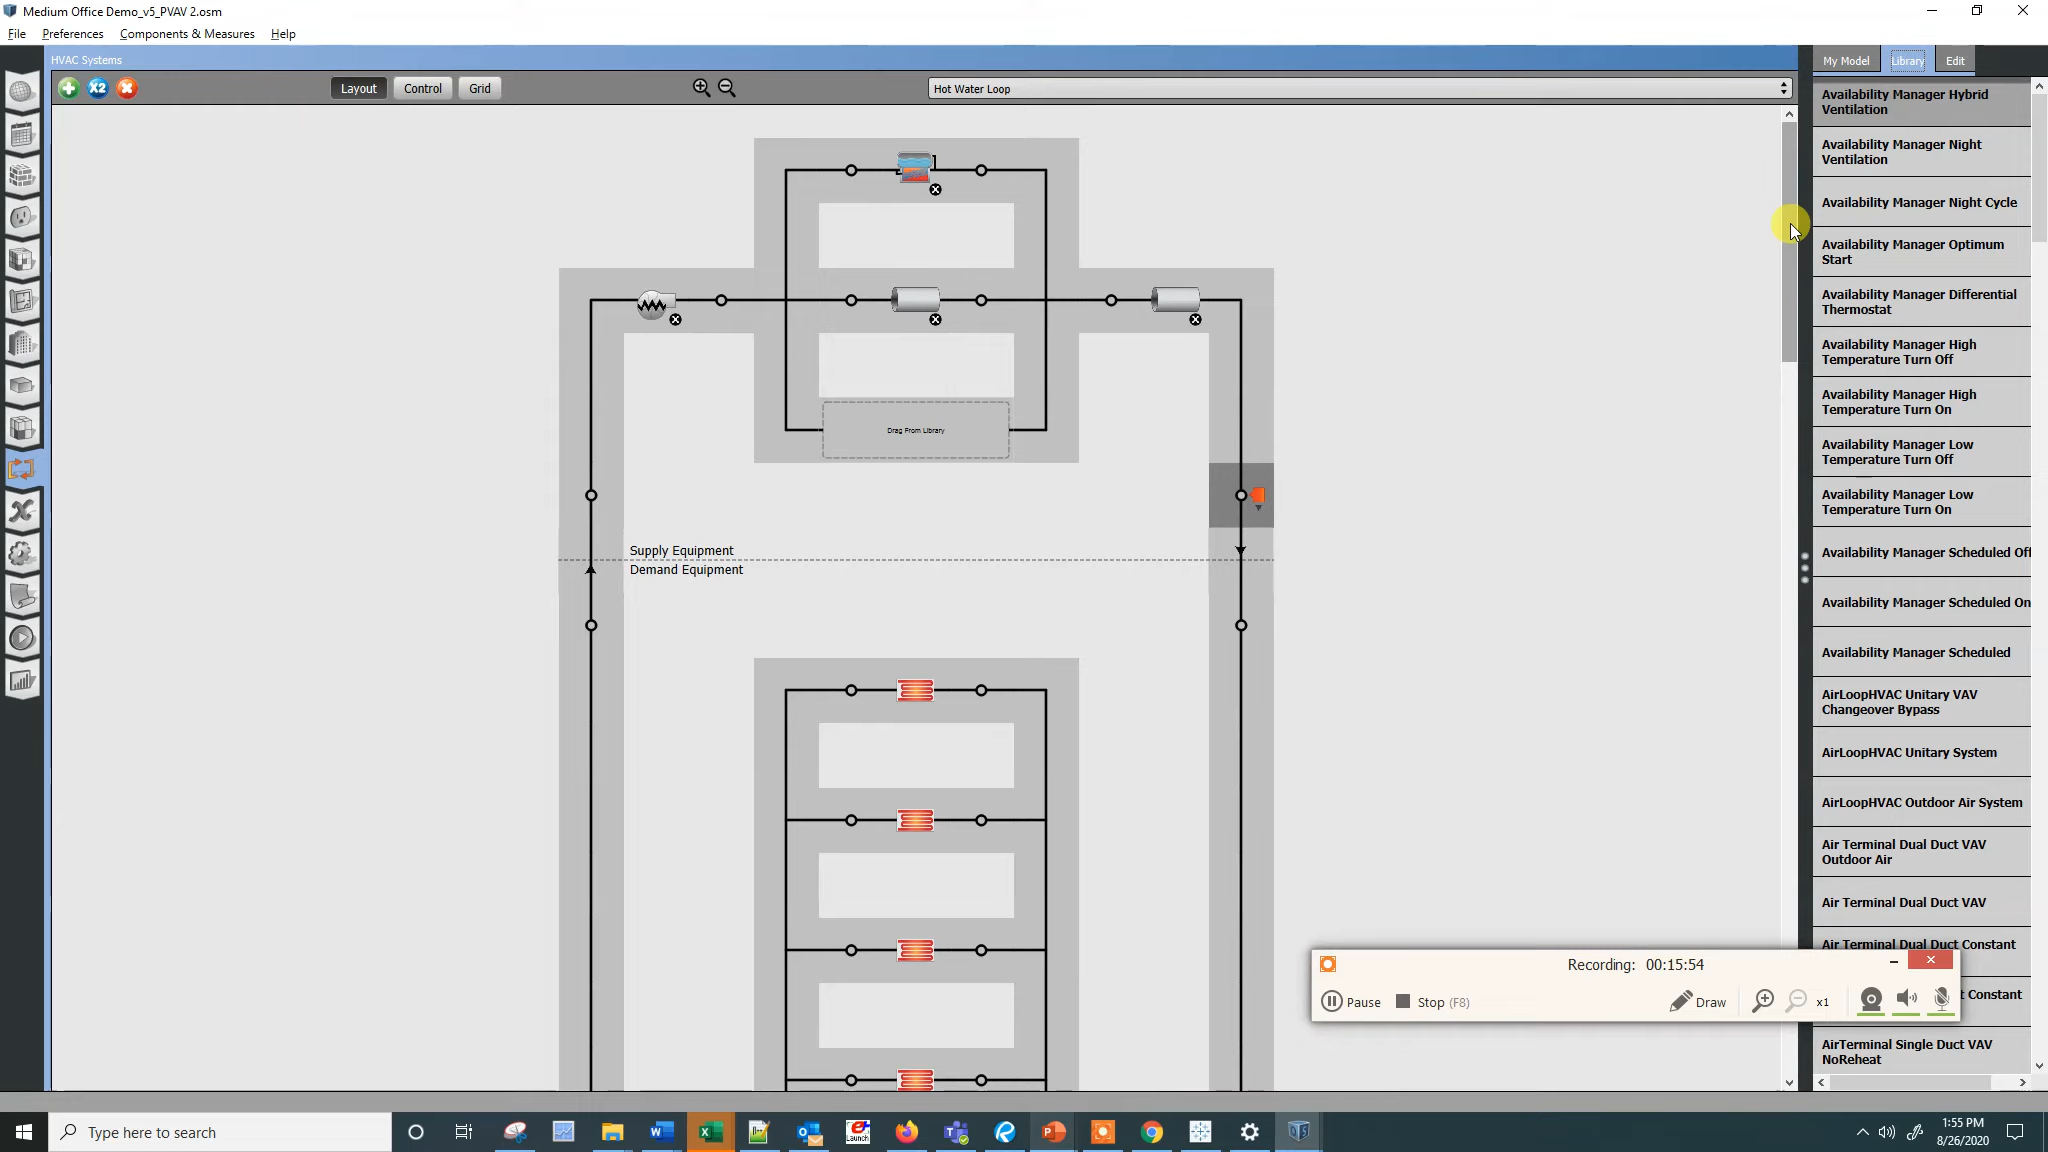 Medium Office Demo_v5_PVAV 2.osm
File Preferences Components & Measures Help
HVAC Systems
My Model Library Edit
X2 Layout Control Grid Hot Water Loop
Availability Manager Hybrid
Ventilation
Availability Manager Night
Ventilation
Availability Manager Night Cycle
Availability Manager Optimum
Start
Availability Manager Differential
Thermostat
Availability Manager High
Temperature Turn Off
Availability Manager High
Temperature Turn On
Availability Manager Low
Temperature Turn Off
Availability Manager Low
Temperature Turn On
Availability Manager Scheduled Off
Availability Manager Scheduled On
Availability Manager Scheduled
AirLoopHVAC Unitary VAV
Changeover Bypass
AirLoopHVAC Unitary System
AirLoopHVAC Outdoor Air System
Air Terminal Dual Duct VAV
Outdoor Air
Air Terminal Dual Duct VAV
Air Terminal Dual Duct Constant
t Constant
AirTerminal Single Duct VAV
NoReheat
Drag From Library
Supply Equipment
Demand Equipment
Recording: 00:15:54
Pause Stop (F8) Draw x1
Type here to search
Launch
1:55 PM
8/26/2020